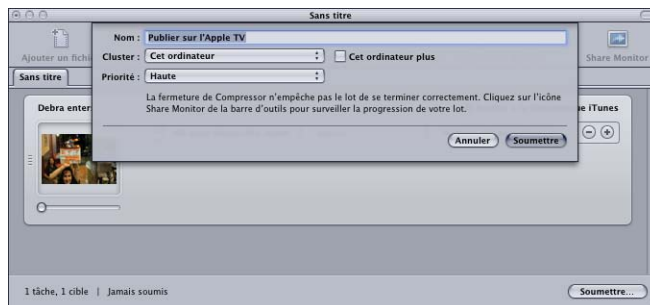 Sans titre
Nom : Publier sur l'Apple TV
Ajouter un fichi
Cluster : Cet ordinateur
Cet ordinateur plus
Share Monitor
Sans titre
Priorité : Haute
La fermeture de Compressor n'empêche pas le lot de se terminer correctement. Cliquez sur l'icône
Share Monitor de la barre d'outils pour surveiller la progression de votre lot.
Debra enter
ue iTunes
Annuler
Soumettre
1 tâche, 1 cible | Jamais soumis
Soumettre...